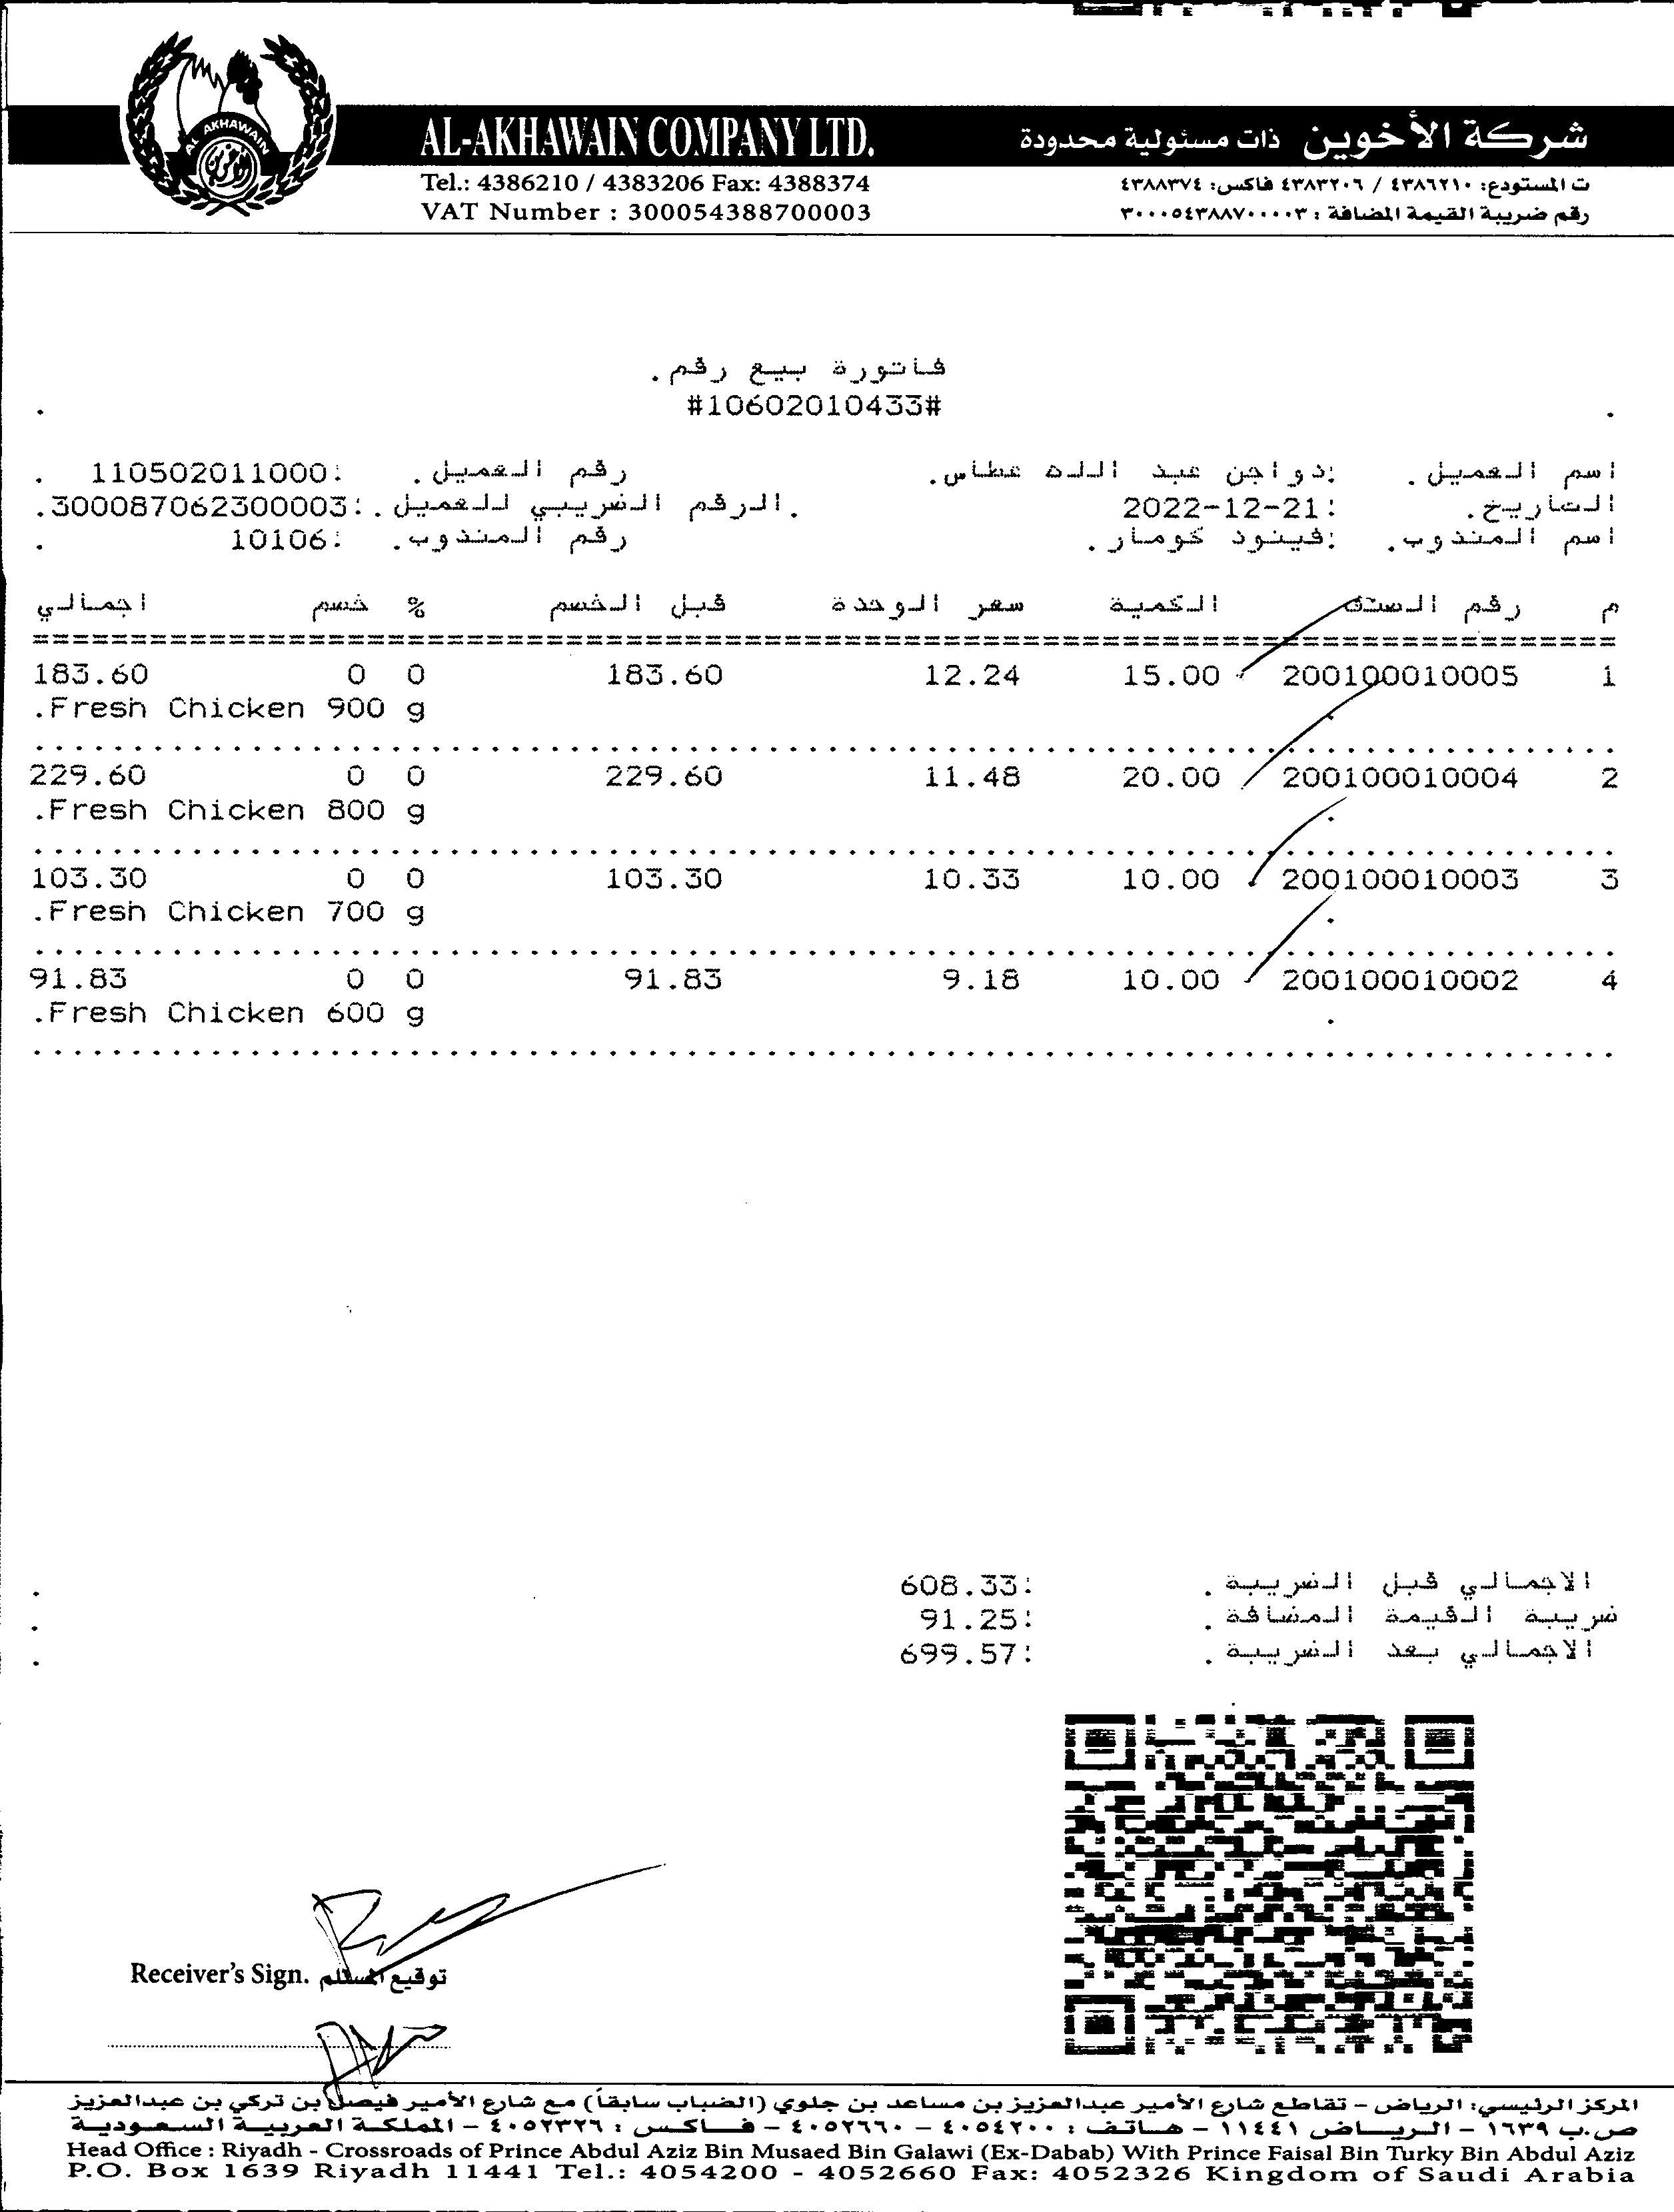 AL AKHAWAIN
AL-AKHAWAIN COMPANY LTD.
شركة الأخوين ذات مسئولية محدودة
Tel.: 4386210 / 4383206 Fax: 4388374
ت المستودع: ٤٣٨٦٢١٠ / ٤٣٨٣٢٠٦ فاكس: ٤٣٨٨٣٧٤
VAT Number : 300054388700003
رقم ضريبة القيمة المضافة : ٣٠٠٠٥٤٣٨٨٧٠٠٠٠٣
فاتورة بيع رقم.
#10602010433#
اسم العميل. :دواجن عبد الله عطاس. رقم العميل. :110502011000
التاريخ. :2022-12-21 الرقم الضريبي للعميل. :300087062300003
اسم المندوب. :فينود كومار. رقم المندوب. :10106
م رقم الصنف الكمية سعر الوحدة قبل الخصم % خصم اجمالي
1 200100010005 15.00 12.24 183.60 0 0 183.60
.Fresh Chicken 900 g
2 200100010004 20.00 11.48 229.60 0 0 229.60
.Fresh Chicken 800 g
3 200100010003 10.00 10.33 103.30 0 0 103.30
.Fresh Chicken 700 g
4 200100010002 10.00 9.18 91.83 0 0 91.83
.Fresh Chicken 600 g
الاجمالي قبل الضريبة. :608.33
ضريبة القيمة المضافة. :91.25
الاجمالي بعد الضريبة. :699.57
Receiver's Sign. توقيع المستلم
المركز الرئيسي: الرياض - تقاطع شارع الأمير عبدالعزيز بن مساعد بن جلوي (الضباب سابقاً) مع شارع الأمير فيصل بن تركي بن عبدالعزيز
ص.ب ١٦٣٩ - الريــاض ١١٤٤١ - هــاتـف : ٤٠٥٤٢٠٠ - ٤٠٥٢٦٦٠ - فــاكــس : ٤٠٥٢٣٢٦ - المملكـة العربيــة السـعـوديـة
Head Office : Riyadh - Crossroads of Prince Abdul Aziz Bin Musaed Bin Galawi (Ex-Dabab) With Prince Faisal Bin Turky Bin Abdul Aziz
P.O. Box 1639 Riyadh 11441 Tel.: 4054200 - 4052660 Fax: 4052326 Kingdom of Saudi Arabia